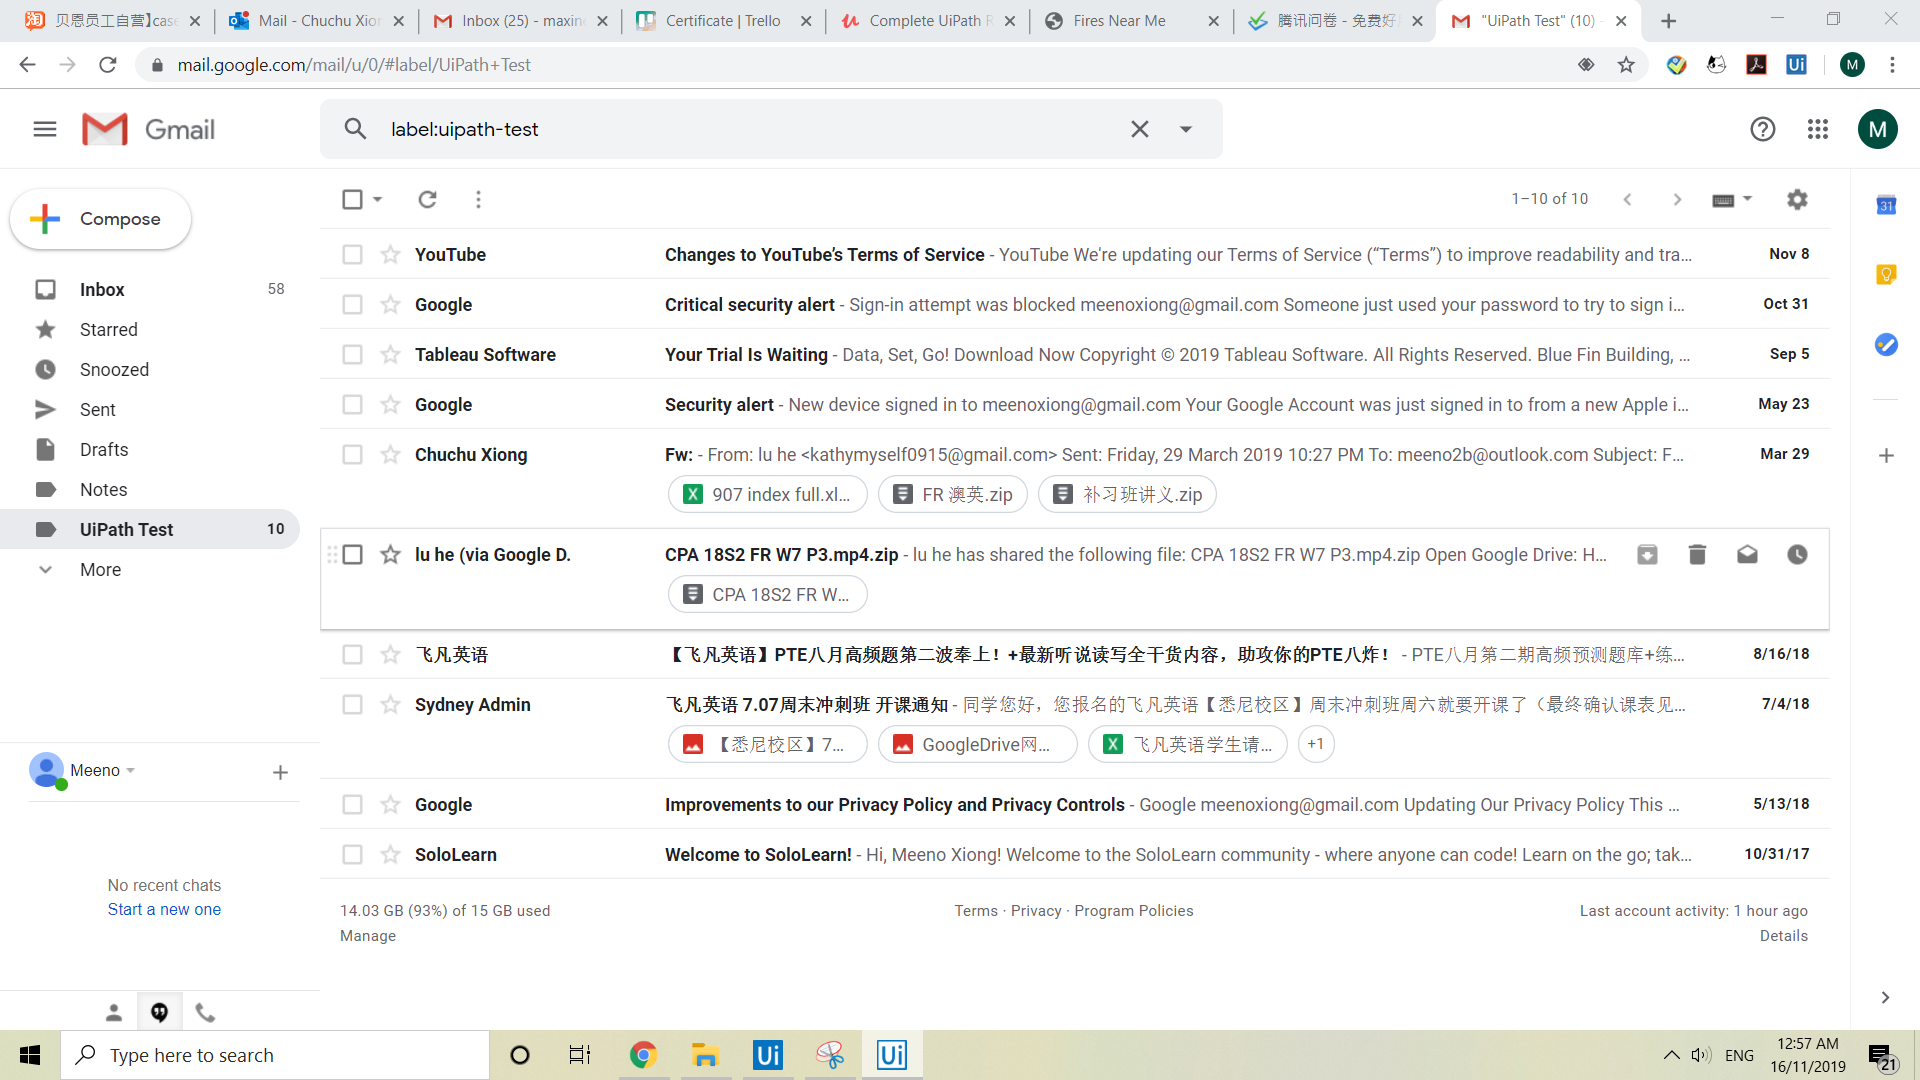 贝恩员工自营】case
Mail - Chuchu Xion
Inbox (25) - maxine
Certificate | Trello
Complete UiPath R
Fires Near Me
腾讯问卷 - 免费好
"UiPath Test" (10) -
mail.google.com/mail/u/0/#label/UiPath+Test
Ui
M
Gmail
label:uipath-test
M
Compose
1–10 of 10
31
Inbox 58
Starred
Snoozed
Sent
Drafts
Notes
UiPath Test 10
More
YouTube Changes to YouTube’s Terms of Service - YouTube We're updating our Terms of Service (“Terms”) to improve readability and tra... Nov 8
Google Critical security alert - Sign-in attempt was blocked meenoxiong@gmail.com Someone just used your password to try to sign i... Oct 31
Tableau Software Your Trial Is Waiting - Data, Set, Go! Download Now Copyright © 2019 Tableau Software. All Rights Reserved. Blue Fin Building, ... Sep 5
Google Security alert - New device signed in to meenoxiong@gmail.com Your Google Account was just signed in to from a new Apple i... May 23
Chuchu Xiong Fw: - From: lu he <kathymyself0915@gmail.com> Sent: Friday, 29 March 2019 10:27 PM To: meeno2b@outlook.com Subject: F... Mar 29
907 index full.xl... FR 澳英.zip 补习班讲义.zip
lu he (via Google D. CPA 18S2 FR W7 P3.mp4.zip - lu he has shared the following file: CPA 18S2 FR W7 P3.mp4.zip Open Google Drive: H...
CPA 18S2 FR W...
飞凡英语 【飞凡英语】PTE八月高频题第二波奉上！+最新听说读写全干货内容，助攻你的PTE八炸！ - PTE八月第二期高频预测题库+练... 8/16/18
Sydney Admin 飞凡英语 7.07周末冲刺班 开课通知 - 同学您好，您报名的飞凡英语【悉尼校区】周末冲刺班周六就要开课了（最终确认课表见... 7/4/18
【悉尼校区】7... GoogleDrive网... 飞凡英语学生请... +1
Google Improvements to our Privacy Policy and Privacy Controls - Google meenoxiong@gmail.com Updating Our Privacy Policy This ... 5/13/18
SoloLearn Welcome to SoloLearn! - Hi, Meeno Xiong! Welcome to the SoloLearn community - where anyone can code! Learn on the go; tak... 10/31/17
Meeno
No recent chats
Start a new one
14.03 GB (93%) of 15 GB used
Manage
Terms · Privacy · Program Policies
Last account activity: 1 hour ago
Details
Type here to search
Ui
Ui
ENG
12:57 AM
16/11/2019
21